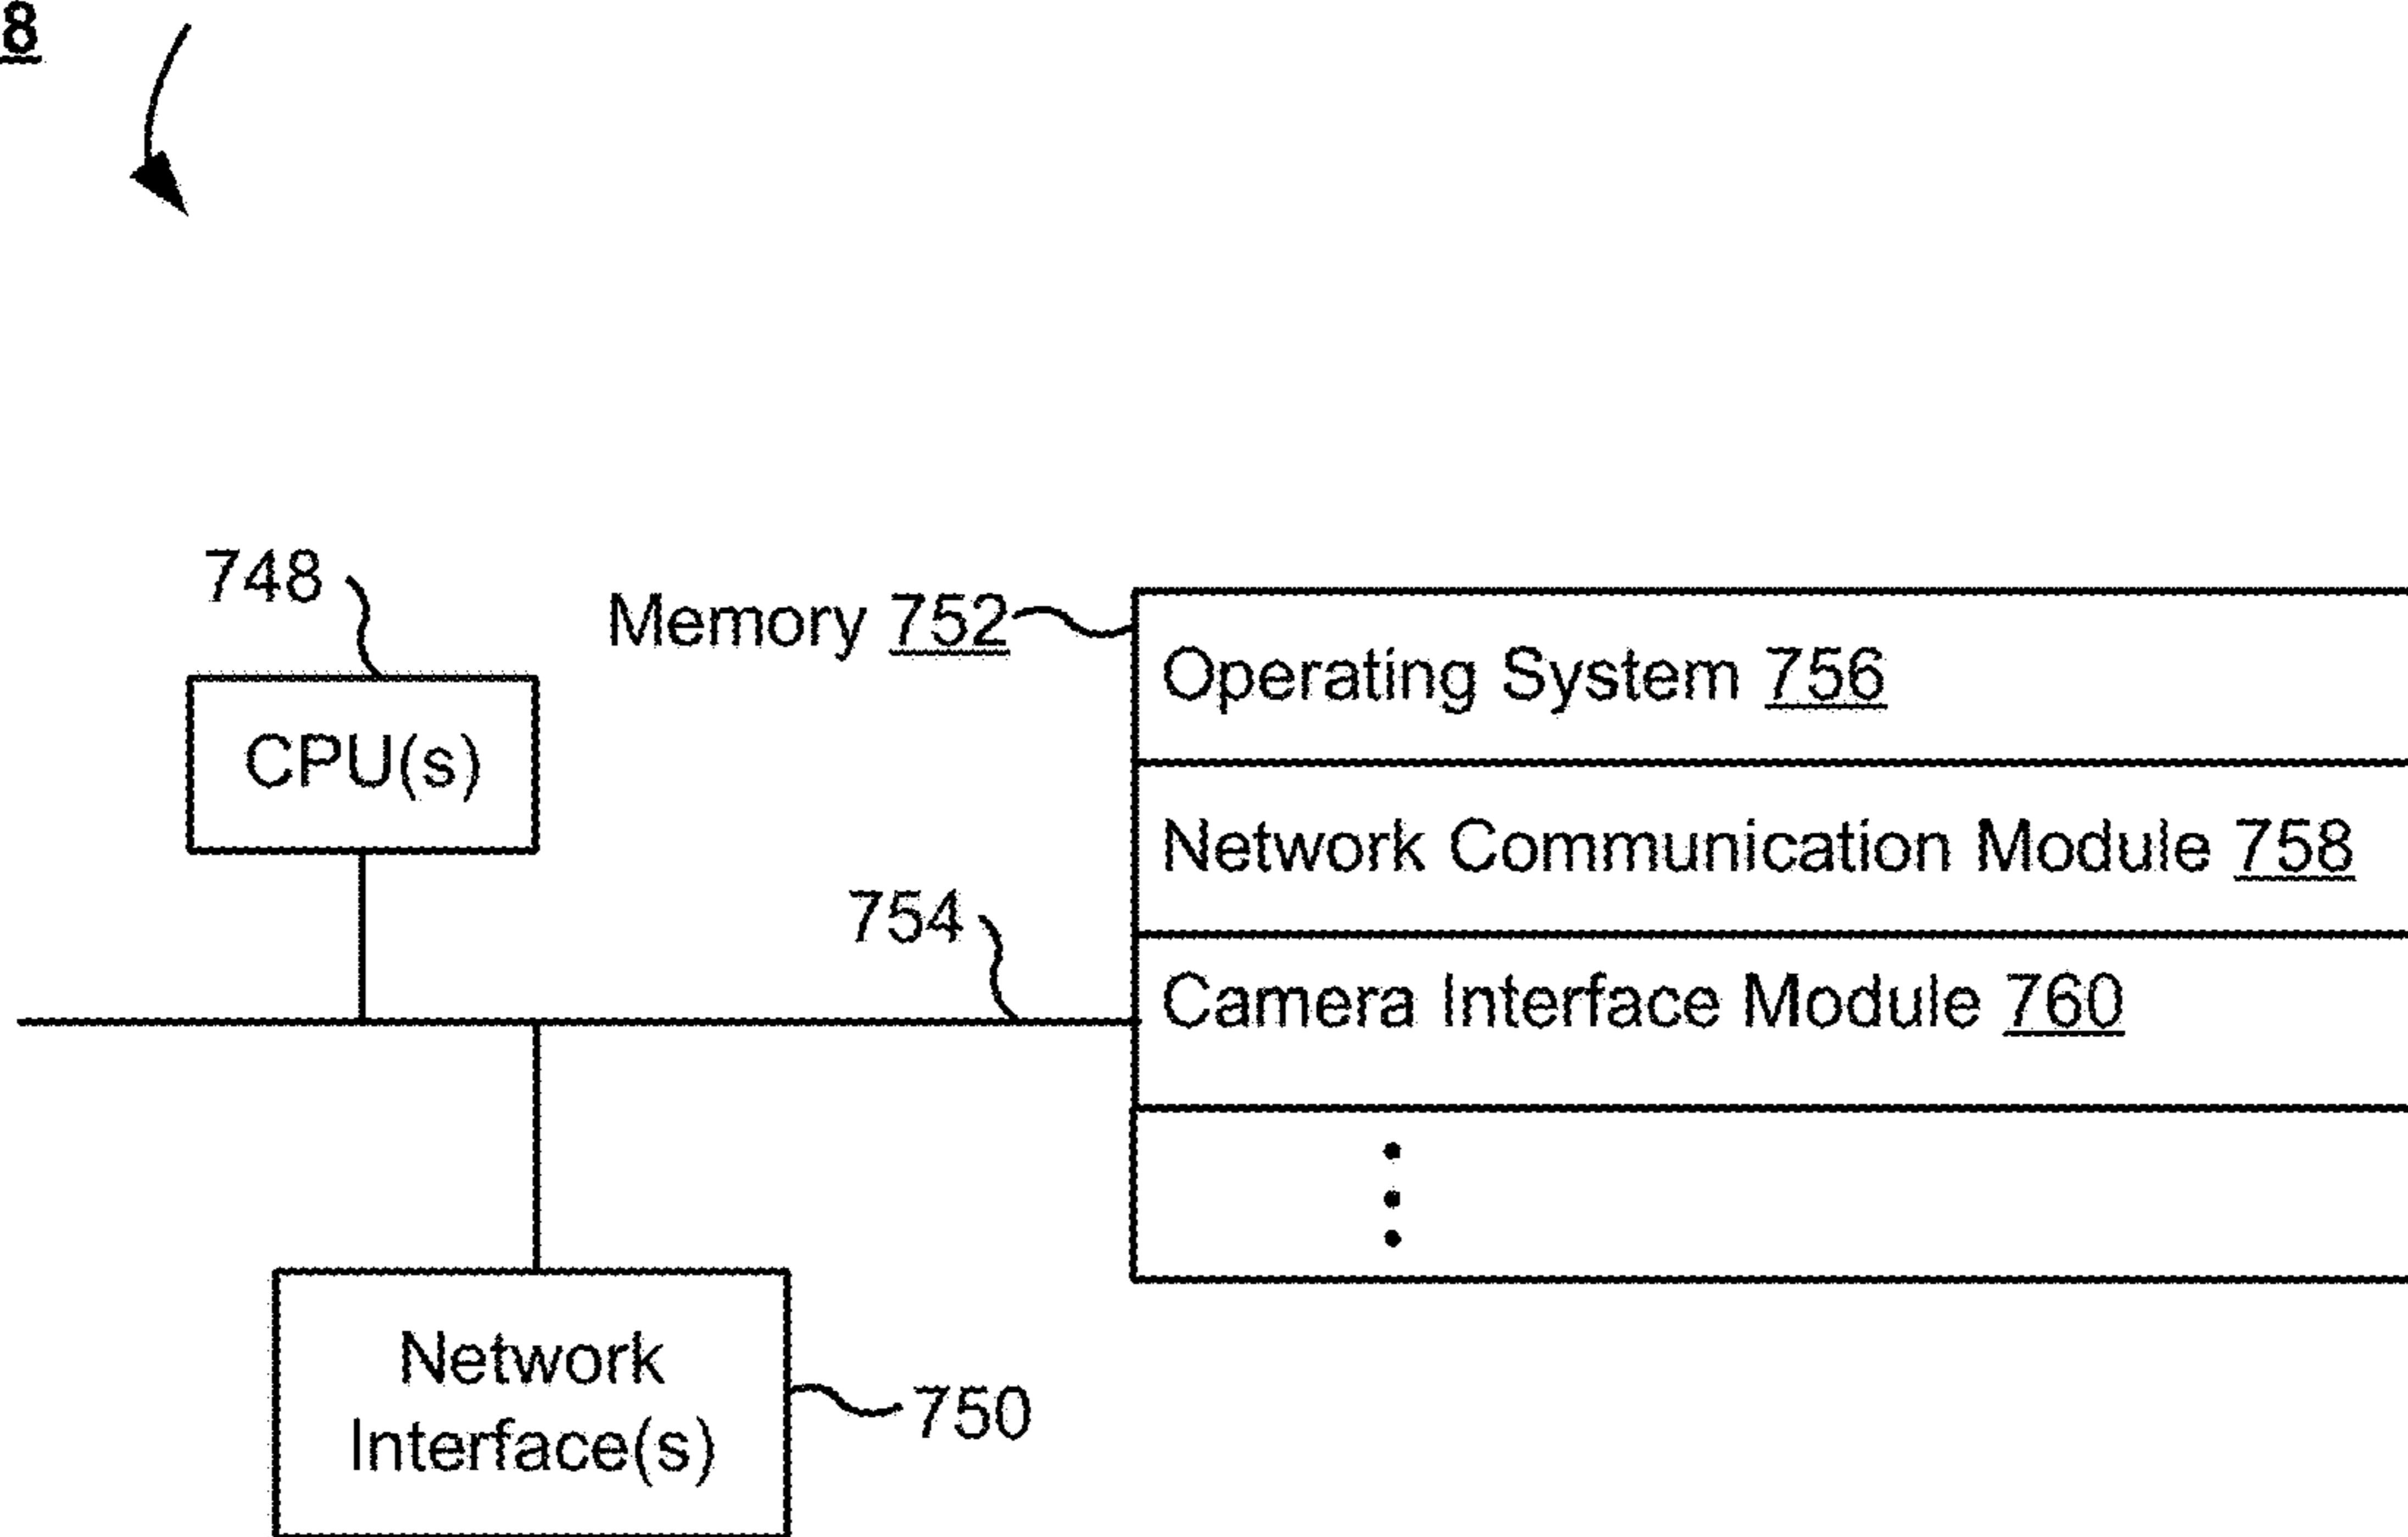 8
748
Memory 752
Operating System 756
CPU(s)
Network Communication Module 758
754
Camera Interface Module 760
Network
Interface(s)
750